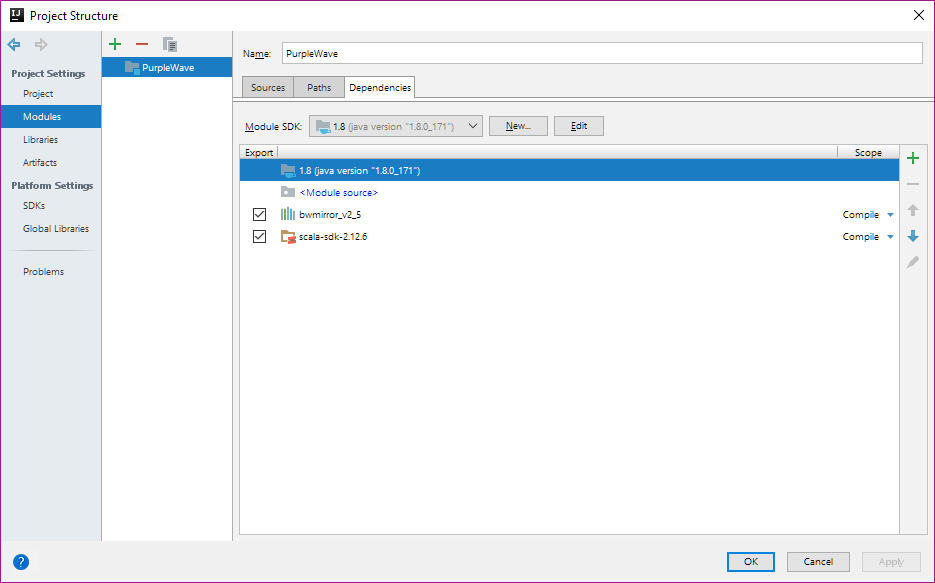 Project Structure
Project Settings
Project
Modules
Libraries
Artifacts
Platform Settings
SDKs
Global Libraries
Problems
PurpleWave
Name: PurpleWave
Sources Paths Dependencies
Module SDK: 1.8 (java version "1.8.0_171") New... Edit
Export Scope
1.8 (java version "1.8.0_171")
<Module source>
bwmirror_v2_5 Compile
scala-sdk-2.12.6 Compile
? OK Cancel Apply